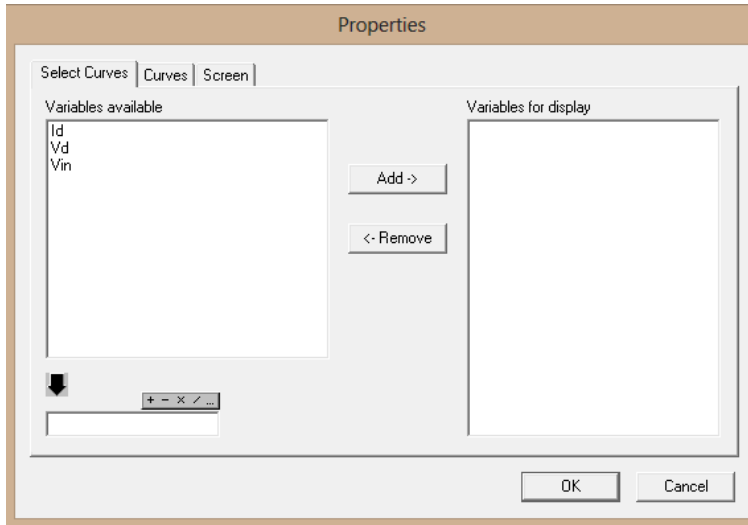 Properties
Select Curves Curves Screen
Variables available
Variables for display
Id
Vd
Vin
Add ->
<- Remove
+ - × / ...
OK Cancel